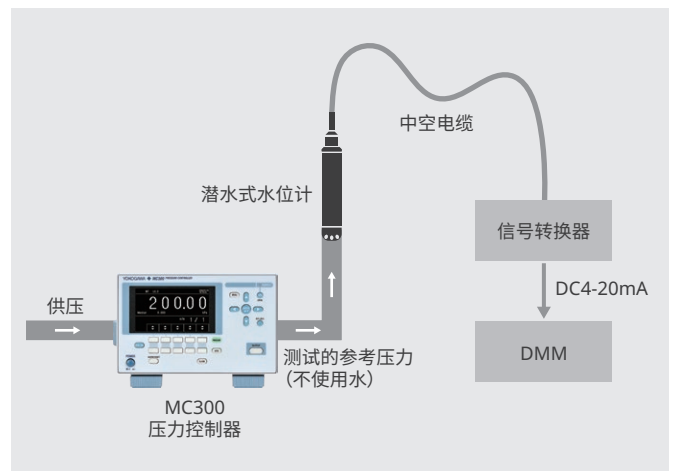 中空电缆
潜水式水位计
信号转换器
YOKOGAWA
MC300
供压
200.00
DC4-20mA
测试的参考压力
（不使用水）
DMM
MC300
压力控制器